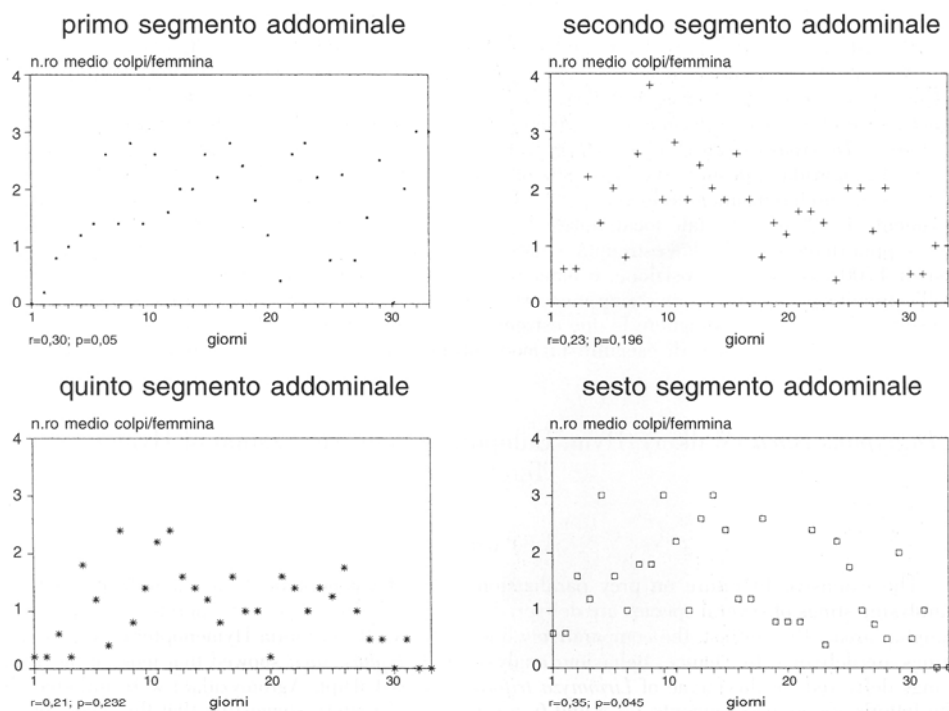 primo segmento addominale
n.ro medio colpi/femmina
4
3
2
1
0
1 10 20 30
r=0,30; p=0,05 giorni
secondo segmento addominale
n.ro medio colpi/femmina
4
3
2
1
0
1 10 20 30
r=0,23; p=0,196 giorni
quinto segmento addominale
n.ro medio colpi/femmina
4
3
2
1
0
1 10 20 30
r=0,21; p=0,232 giorni
sesto segmento addominale
n.ro medio colpi/femmina
4
3
2
1
0
1 10 20 30
r=0,35; p=0,045 giorni